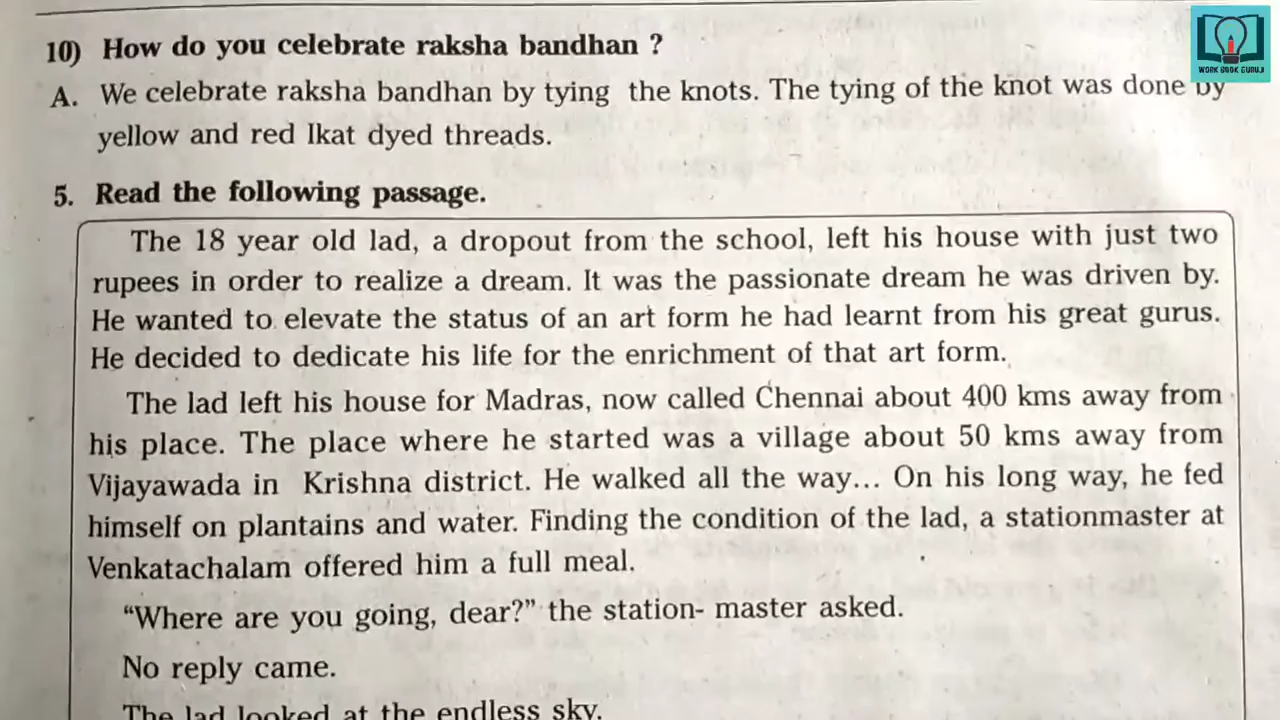 WORK BOOK GURUJI
10) How do you celebrate raksha bandhan ?
A. We celebrate raksha bandhan by tying the knots. The tying of the knot was done by
yellow and red Ikat dyed threads.
5. Read the following passage.
The 18 year old lad, a dropout from the school, left his house with just two
rupees in order to realize a dream. It was the passionate dream he was driven by.
He wanted to elevate the status of an art form he had learnt from his great gurus.
He decided to dedicate his life for the enrichment of that art form.
The lad left his house for Madras, now called Chennai about 400 kms away from
his place. The place where he started was a village about 50 kms away from
Vijayawada in Krishna district. He walked all the way... On his long way, he fed
himself on plantains and water. Finding the condition of the lad, a stationmaster at
Venkatachalam offered him a full meal.
“Where are you going, dear?” the station- master asked.
No reply came.
The lad looked at the endless sky.